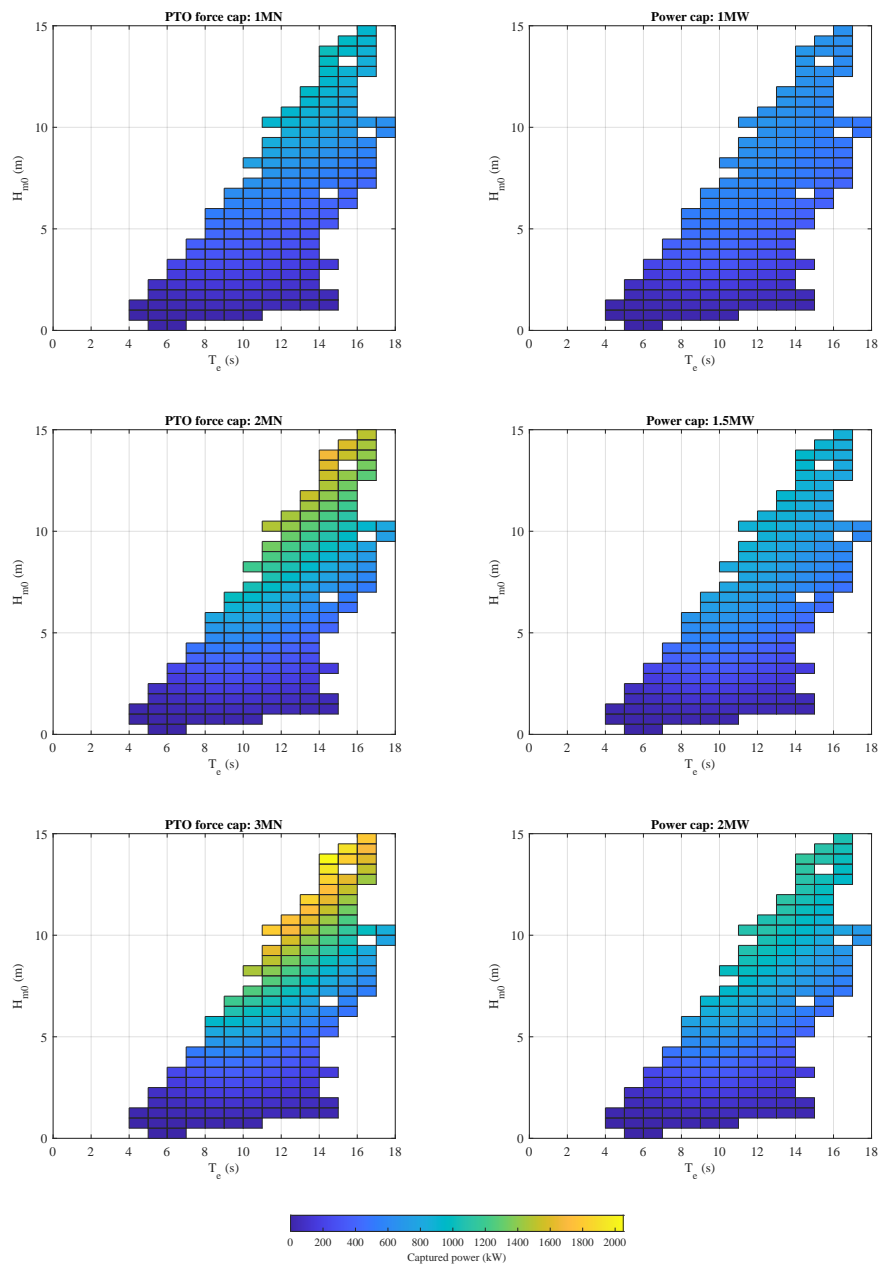 PTO force cap: 1MN
15
10
5
0
H_m0 (m)
0 2 4 6 8 10 12 14 16 18
T_e (s)
Power cap: 1MW
15
10
5
0
H_m0 (m)
0 2 4 6 8 10 12 14 16 18
T_e (s)
PTO force cap: 2MN
15
10
5
0
H_m0 (m)
0 2 4 6 8 10 12 14 16 18
T_e (s)
Power cap: 1.5MW
15
10
5
0
H_m0 (m)
0 2 4 6 8 10 12 14 16 18
T_e (s)
PTO force cap: 3MN
15
10
5
0
H_m0 (m)
0 2 4 6 8 10 12 14 16 18
T_e (s)
Power cap: 2MW
15
10
5
0
H_m0 (m)
0 2 4 6 8 10 12 14 16 18
T_e (s)
0 200 400 600 800 1000 1200 1400 1600 1800 2000
Captured power (kW)